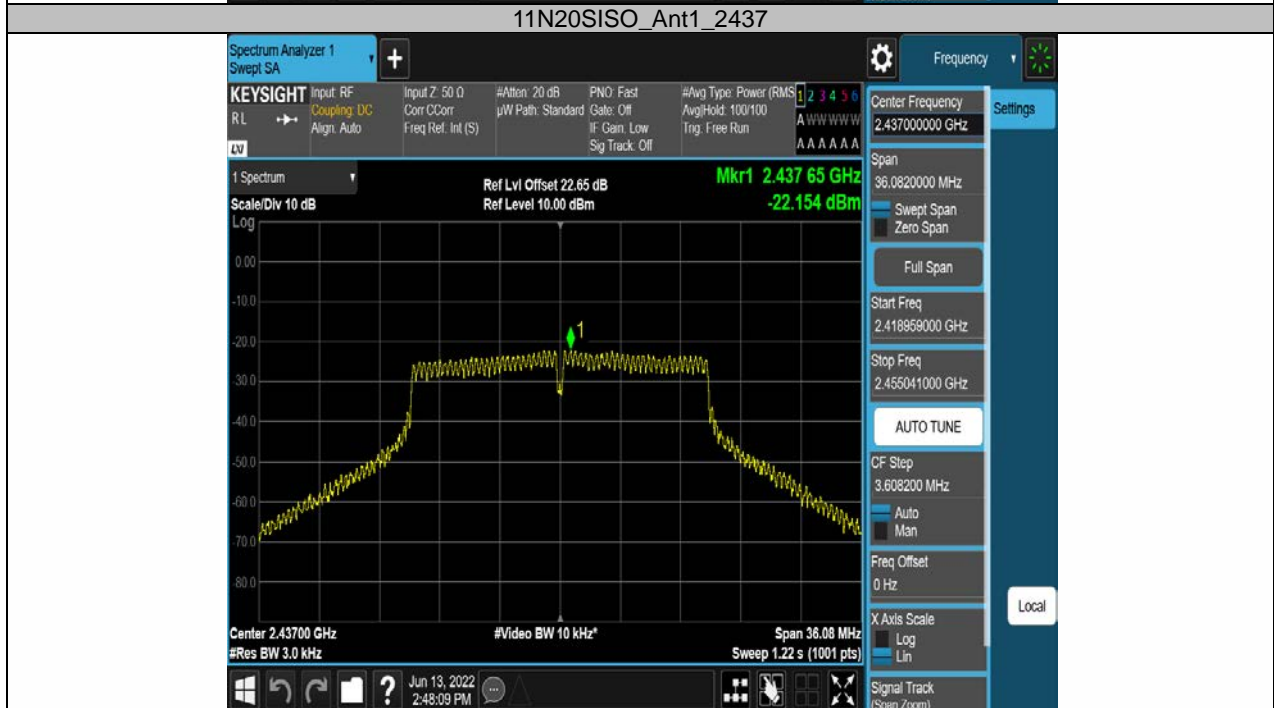 11N20SISO_Ant1_2437
Spectrum Analyzer 1
Swept SA
+
Frequency
KEYSIGHT
RL
Input: RF
Coupling: DC
Align: Auto
Input Z: 50 Ω
Corr CCorr
Freq Ref: Int (S)
#Atten: 20 dB
µW Path: Standard
PNO: Fast
Gate: Off
IF Gain: Low
Sig Track: Off
#Avg Type: Power (RMS
Avg|Hold: 100/100
Trig: Free Run
1 2 3 4 5 6
A W W W W W
A A A A A A
1 Spectrum
Scale/Div 10 dB
Log
Ref Lvl Offset 22.65 dB
Ref Level 10.00 dBm
Mkr1 2.437 65 GHz
-22.154 dBm
0.00
-10.0
-20.0
-30.0
-40.0
-50.0
-60.0
-70.0
-80.0
1
Center 2.43700 GHz
#Res BW 3.0 kHz
#Video BW 10 kHz*
Span 36.08 MHz
Sweep 1.22 s (1001 pts)
Center Frequency
2.437000000 GHz
Settings
Span
36.0820000 MHz
Swept Span
Zero Span
Full Span
Start Freq
2.418959000 GHz
Stop Freq
2.455041000 GHz
AUTO TUNE
CF Step
3.608200 MHz
Auto
Man
Freq Offset
0 Hz
X Axis Scale
Log
Lin
Local
Signal Track
(Span Zoom)
?
Jun 13, 2022
2:48:09 PM